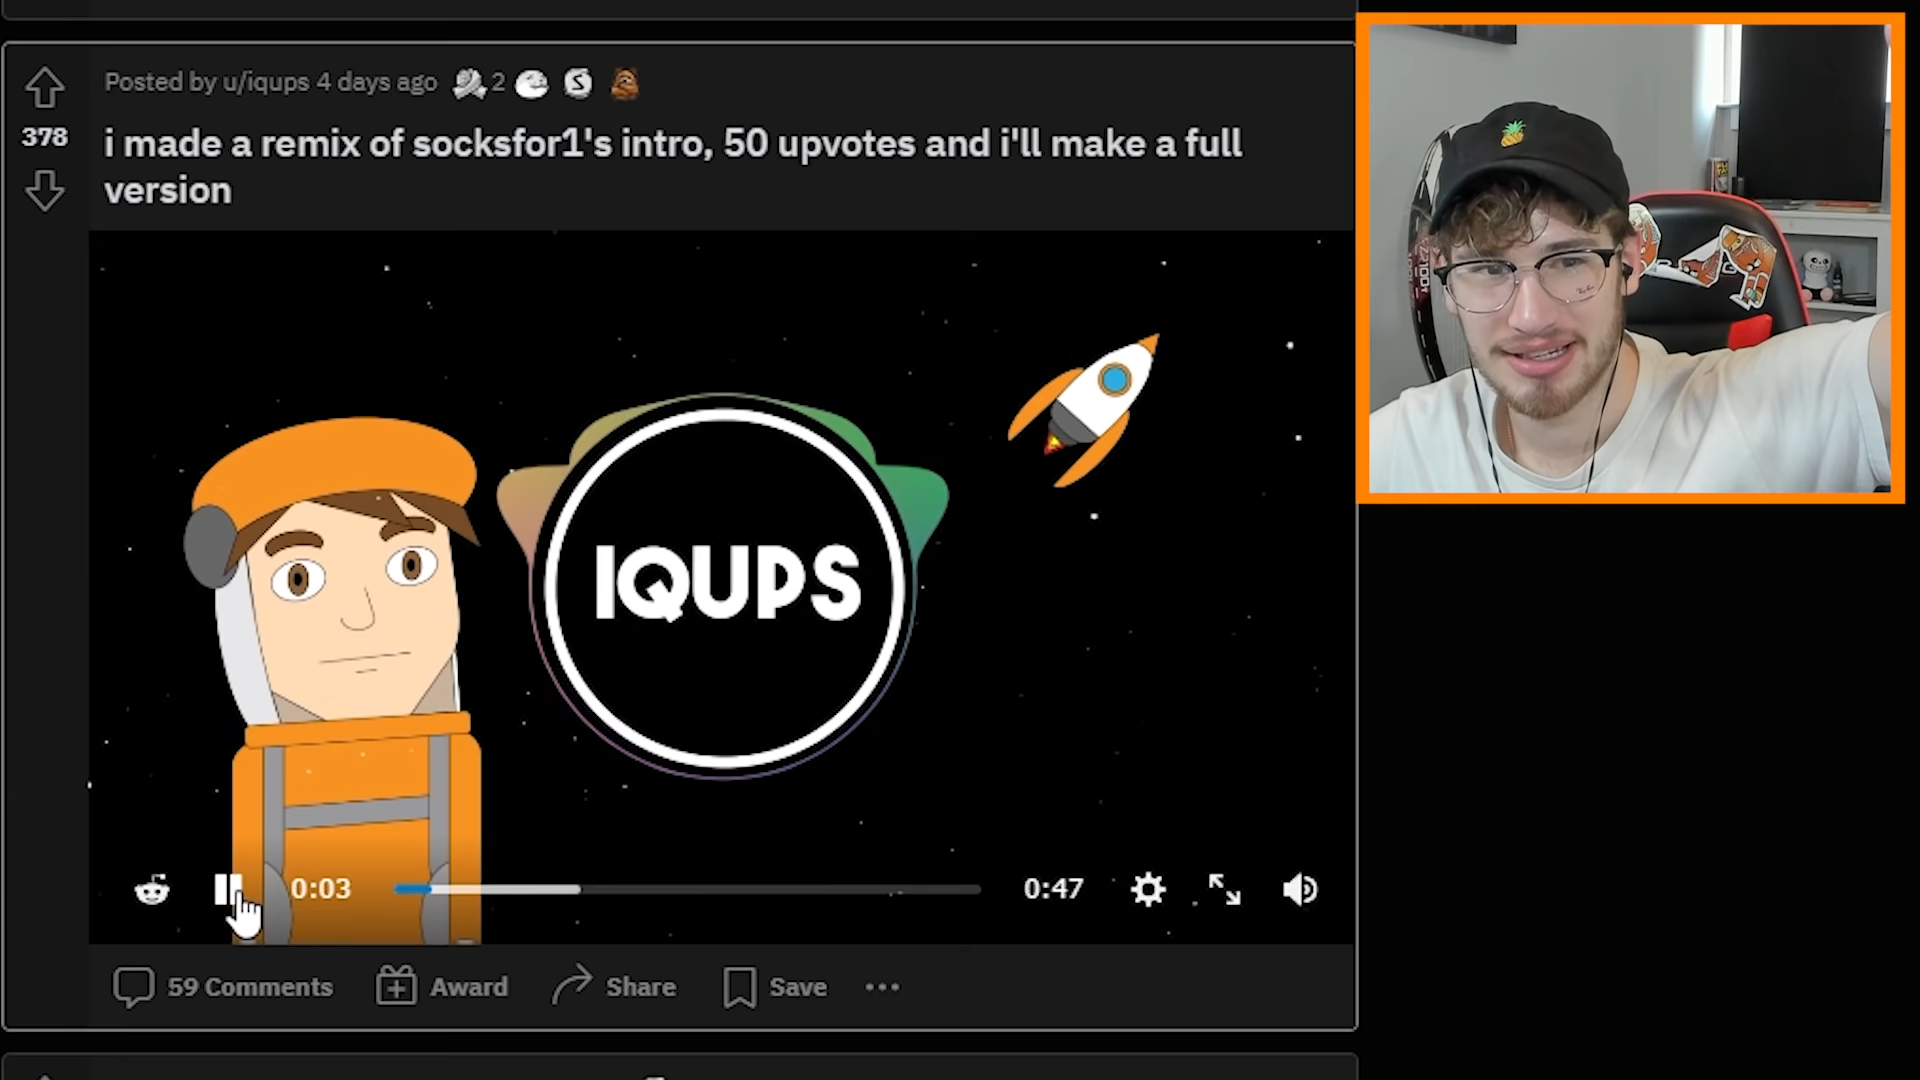 Posted by u/iqups 4 days ago 2
378
i made a remix of socksfor1's intro, 50 upvotes and i'll make a full
version
IQUPS
0:03
0:47
59 Comments
Award
Share
Save